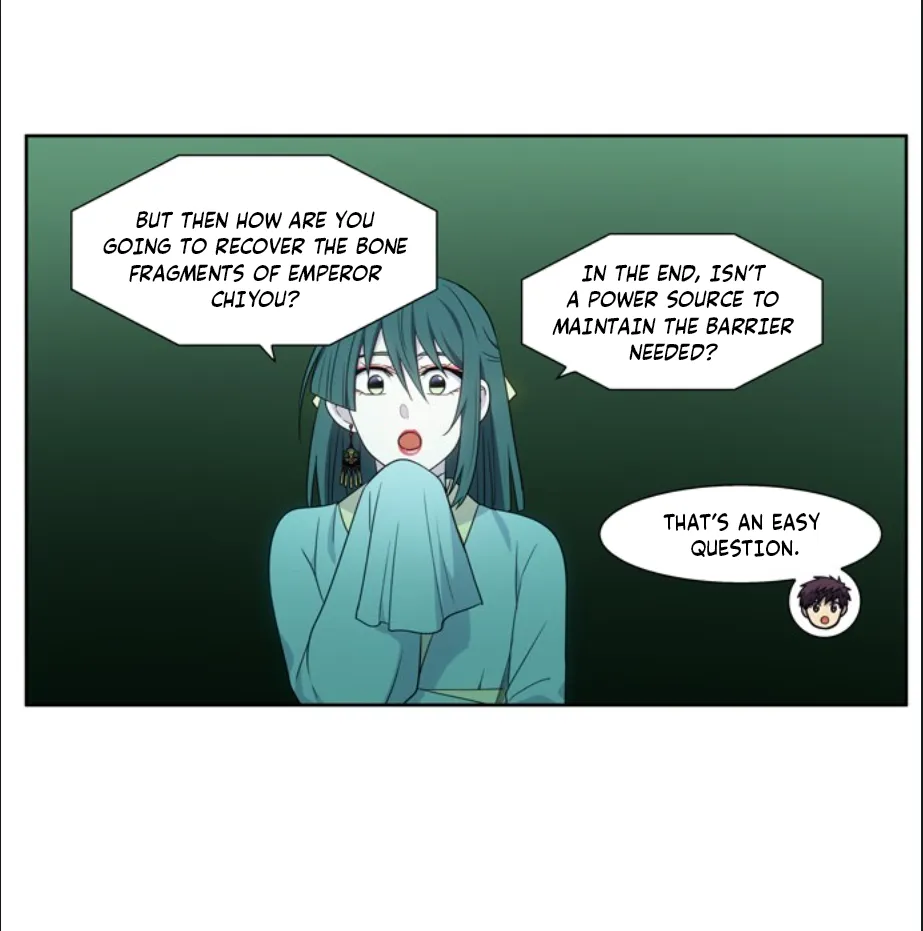 BUT THEN HOW ARE YOU
GOING TO RECOVER THE BONE
FRAGMENTS OF EMPEROR
CHIYOU?
IN THE END, ISN'T
A POWER SOURCE TO
MAINTAIN THE BARRIER
NEEDED?
THAT'S AN EASY
QUESTION.